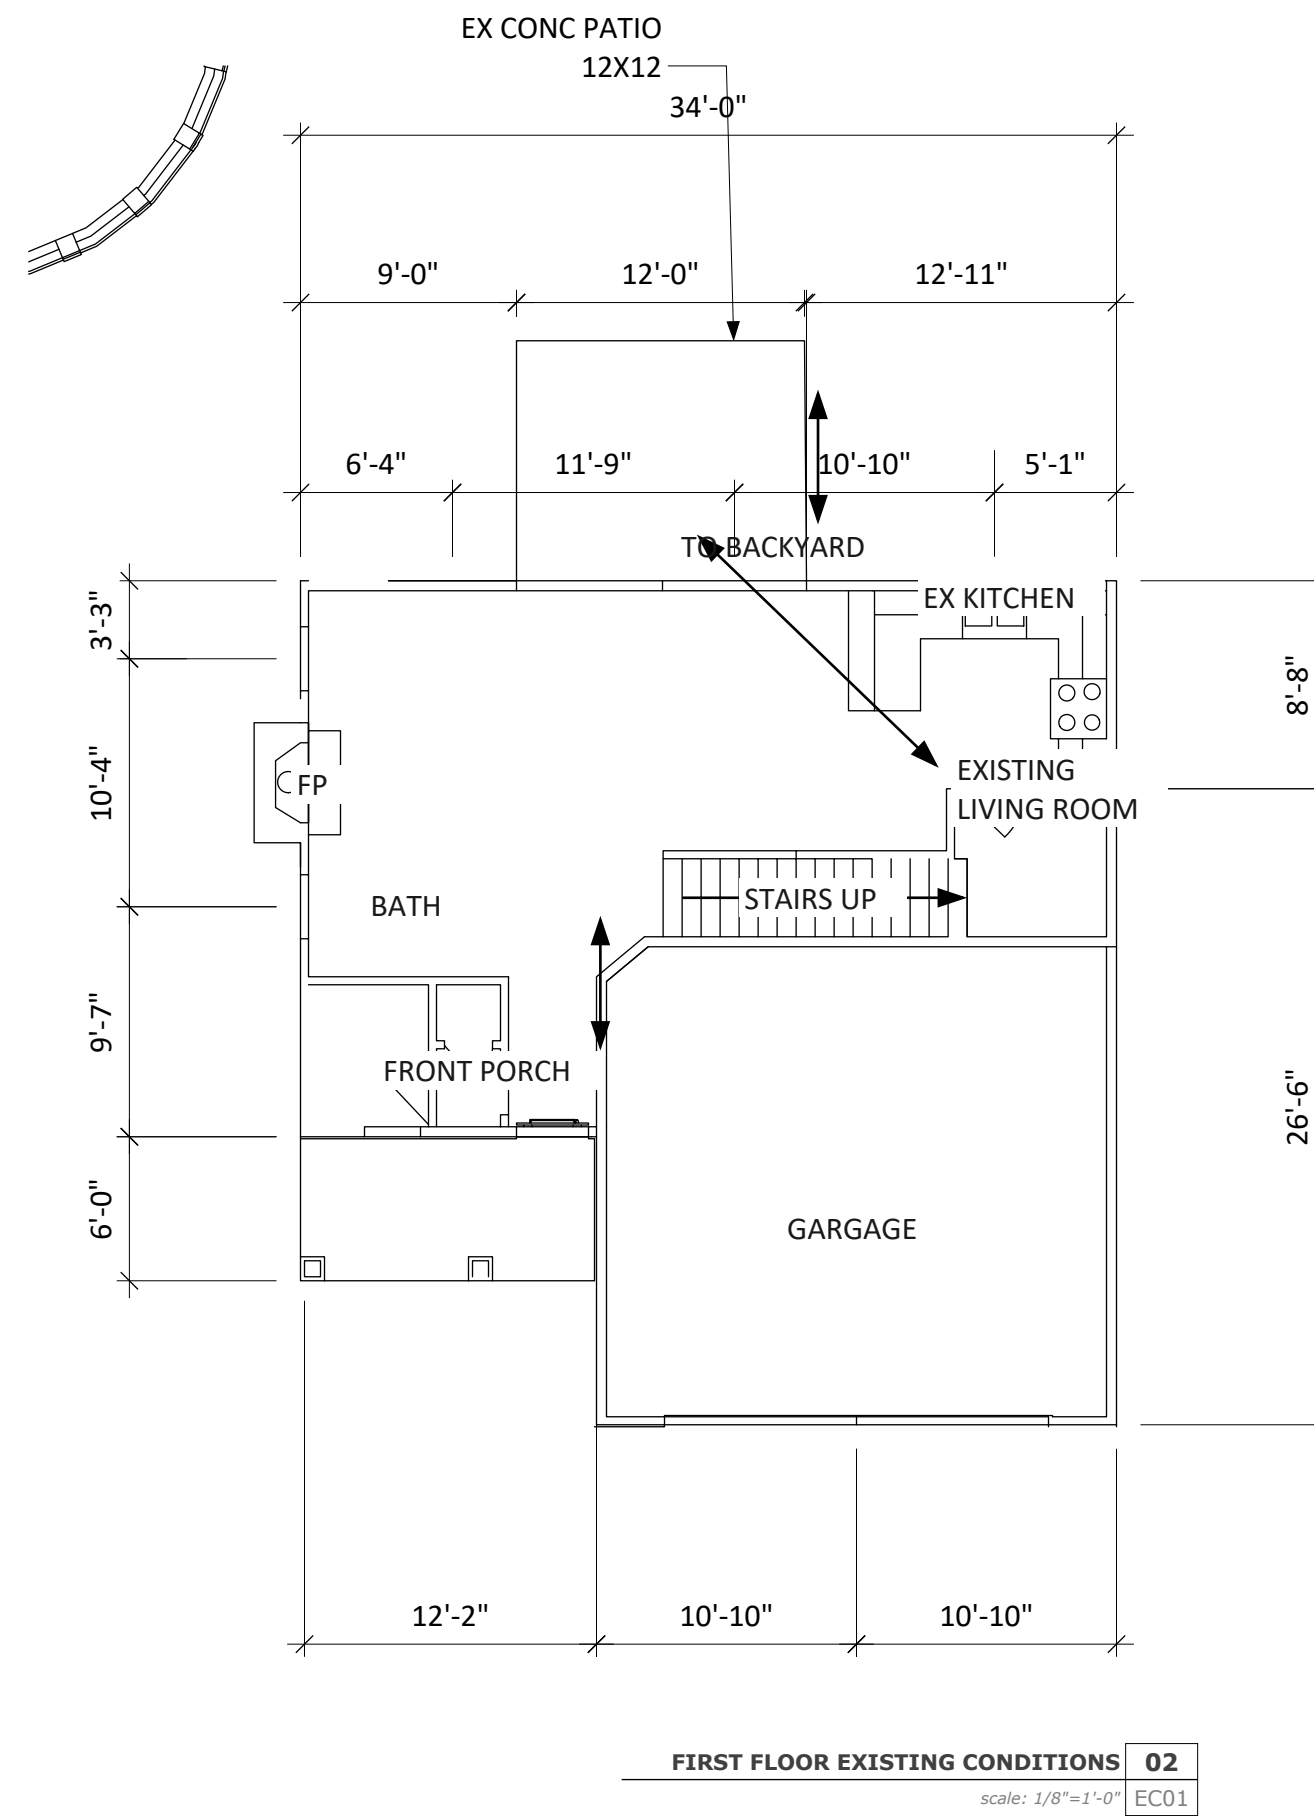 EX CONC PATIO
12X12
34'-0"
9'-0" 12'-0" 12'-11"
6'-4" 11'-9" 10'-10" 5'-1"
TO BACKYARD
EX KITCHEN
3'-3"
8'-8"
EXISTING
LIVING ROOM
FP
10'-4"
STAIRS UP
BATH
9'-7"
FRONT PORCH
26'-6"
6'-0"
GARGAGE
12'-2" 10'-10" 10'-10"
FIRST FLOOR EXISTING CONDITIONS 02
scale: 1/8"=1'-0" EC01